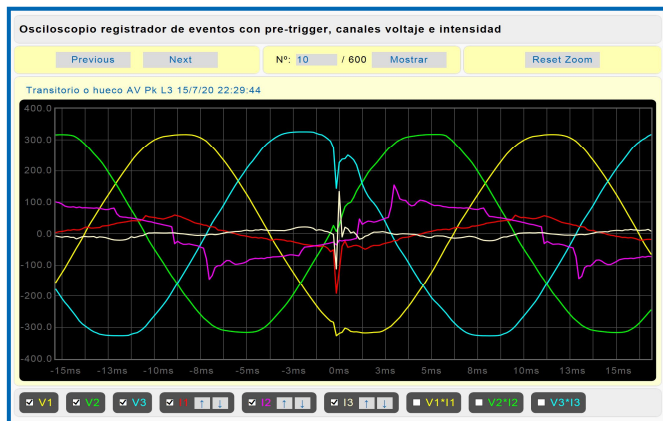 Osciloscopio registrador de eventos con pre-trigger, canales voltaje e intensidad
Previous Next Nº: 10 / 600 Mostrar Reset Zoom
Transitorio o hueco AV Pk L3 15/7/20 22:29:44
400.0
300.0
200.0
100.0
0.0
-100.0
-200.0
-300.0
-400.0
-15ms -13ms -10ms -8ms -5ms -3ms 0ms 3ms 5ms 8ms 10ms 13ms 15ms
V1 V2 V3 I1 ↑ ↓ I2 ↑ ↓ I3 ↑ ↓ V1*I1 V2*I2 V3*I3